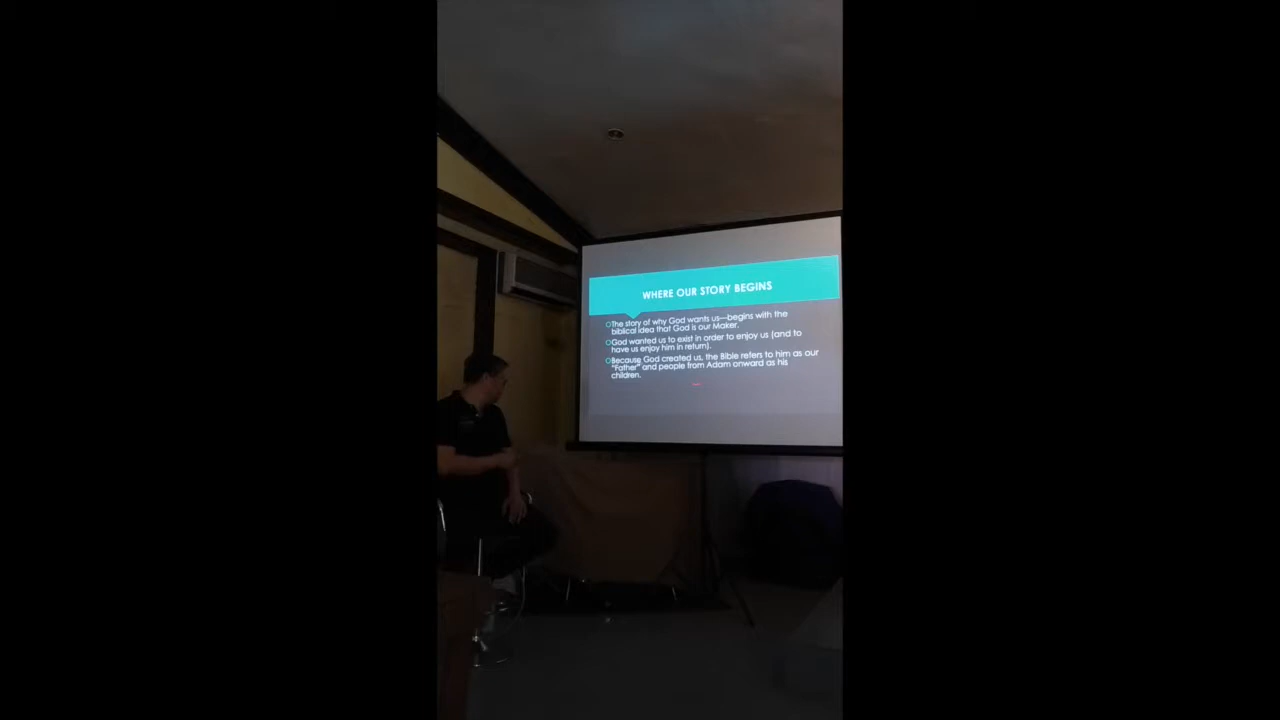 WHERE OUR STORY BEGINS
The story of why God wants us—begins with the
biblical idea that God is our Maker.
God wanted us to exist in order to enjoy us (and to
have us enjoy him in return).
Because God created us, the Bible refers to him as our
"Father" and people from Adam onward as his
children.